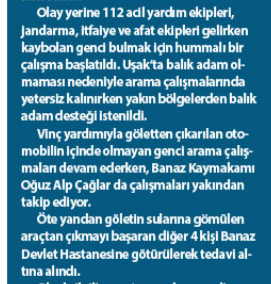 Olay yerine 112 acil yardım ekipleri,
jandarma, itfaiye ve afat ekipleri gelirken
kaybolan genci bulmak için hummalı bir
çalışma başlatıldı. Uşak'ta balık adam ol-
maması nedeniyle arama çalışmalarında
yetersiz kalınırken yakın bölgelerden balık
adam desteği istenildi.
Vinç yardımıyla göletten çıkarılan oto-
mobilin içinde olmayan genci arama çalış-
maları devam ederken, Banaz Kaymakamı
Oğuz Alp Çağlar da çalışmaları yakından
takip ediyor.
Öte yandan göletin sularına gömülen
araçtan çıkmayı başaran diğer 4 kişi Banaz
Devlet Hastanesine götürülerek tedavi al-
tına alındı.